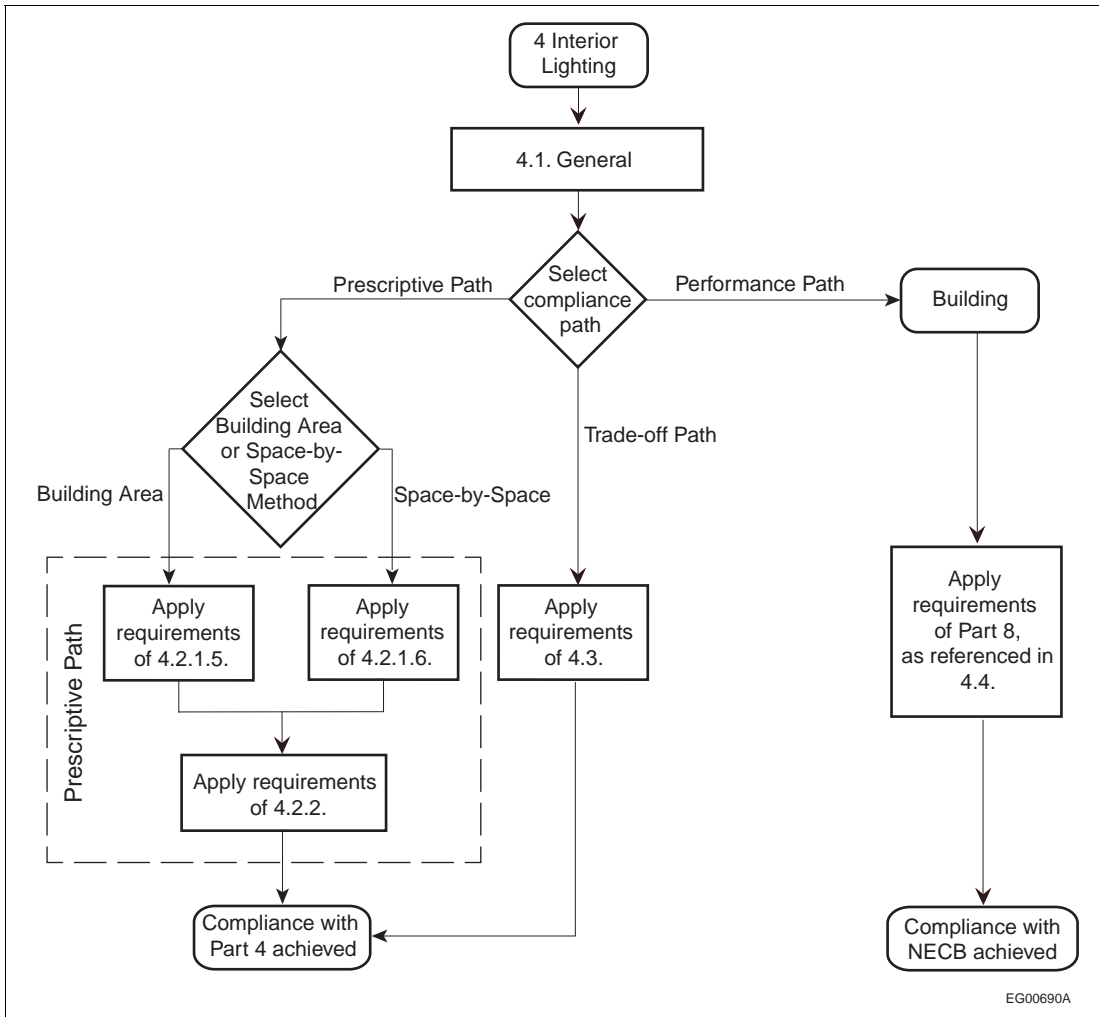 4 Interior
Lighting
4.1. General
Select
compliance
path
Prescriptive Path
Performance Path
Building
Select
Building Area
or Space-by-
Space
Method
Trade-off Path
Building Area
Space-by-Space
Prescriptive Path
Apply
requirements
of 4.2.1.5.
Apply
requirements
of 4.2.1.6.
Apply
requirements
of 4.3.
Apply
requirements
of Part 8,
as referenced in
4.4.
Apply requirements
of 4.2.2.
Compliance with
Part 4 achieved
Compliance with
NECB achieved
EG00690A